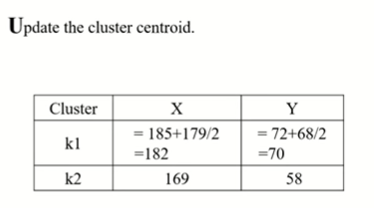 Update the cluster centroid.
Cluster X Y
k1 = 185+179/2 = 72+68/2
=182 =70
k2 169 58